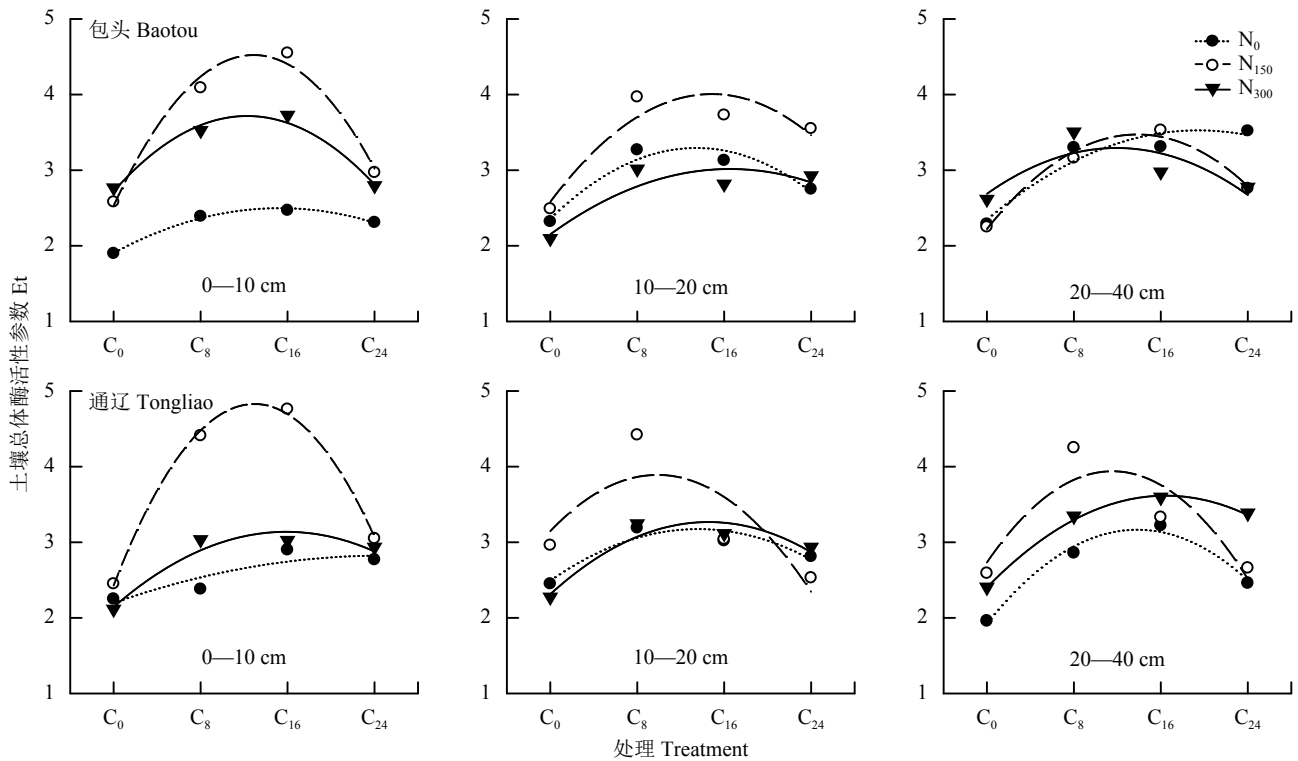 5 包头 Baotou
4
3
2
1
0—10 cm
C₀ C₈ C₁₆ C₂₄
5
4
3
2
1
10—20 cm
C₀ C₈ C₁₆ C₂₄
5
4
3
2
1
N₀
N₁₅₀
N₃₀₀
20—40 cm
C₀ C₈ C₁₆ C₂₄
土壤总体酶活性参数 Et
5
通辽 Tongliao
4
3
2
1
0—10 cm
C₀ C₈ C₁₆ C₂₄
5
4
3
2
1
10—20 cm
C₀ C₈ C₁₆ C₂₄
5
4
3
2
1
20—40 cm
C₀ C₈ C₁₆ C₂₄
处理 Treatment